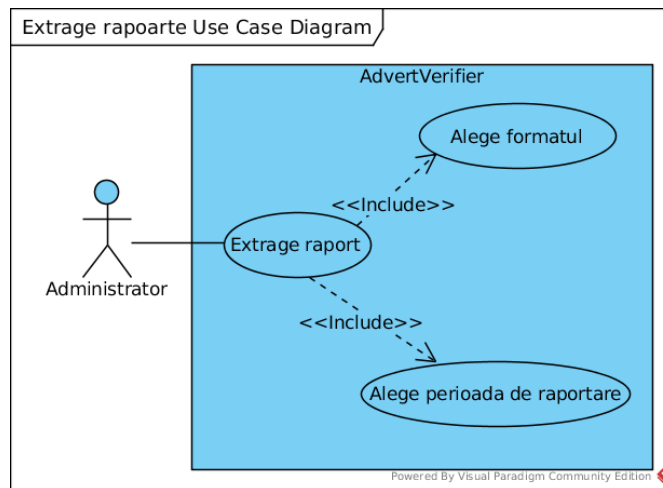 Extrage rapoarte Use Case Diagram
AdvertVerifier
Alege formatul
<<Include>>
Extrage raport
Administrator
<<Include>>
Alege perioada de raportare
Powered By Visual Paradigm Community Edition